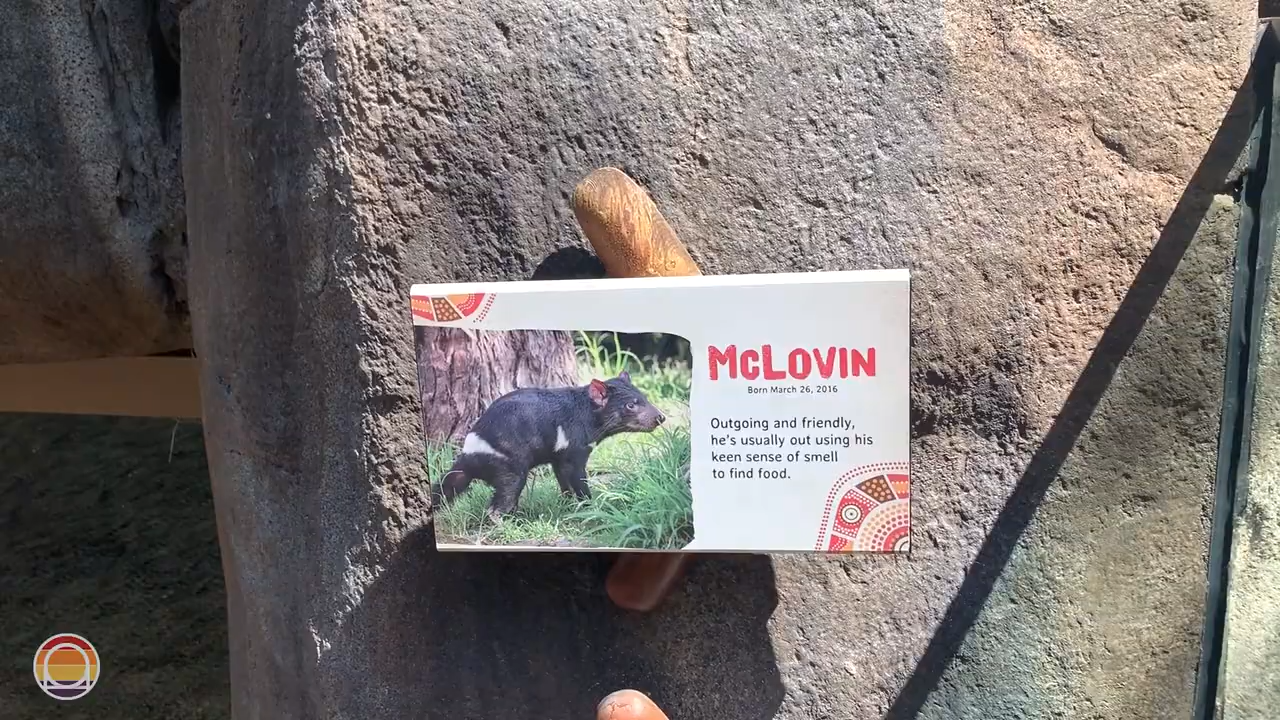 McLOVIN
Born March 26, 2016
Outgoing and friendly,
he's usually out using his
keen sense of smell
to find food.